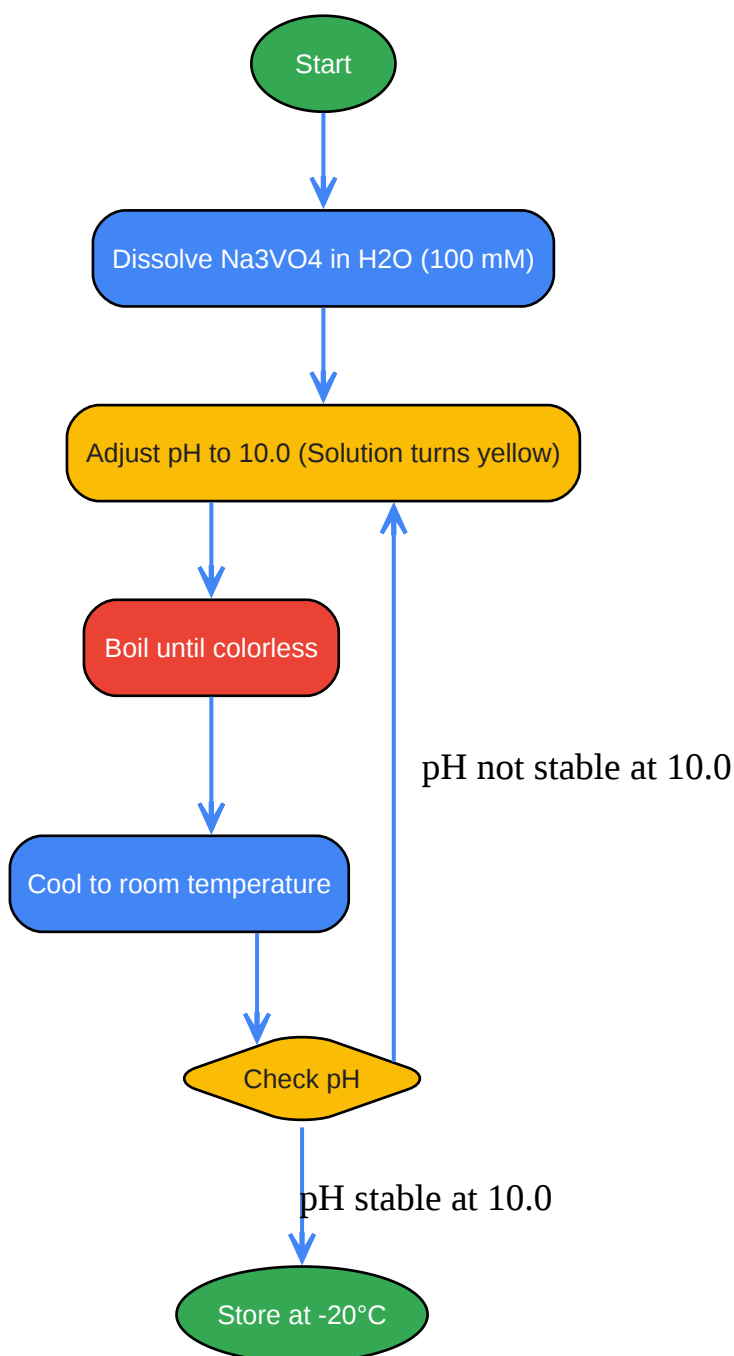 Start
Dissolve Na3VO4 in H2O (100 mM)
Adjust pH to 10.0 (Solution turns yellow)
Boil until colorless
pH not stable at 10.0
Cool to room temperature
Check pH
pH stable at 10.0
Store at -20°C